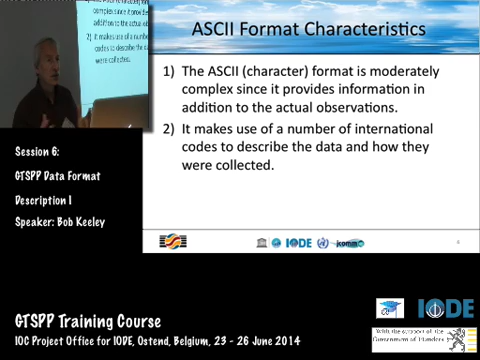 ASCII Format Characteristics
1) The ASCII (character) format is moderately
complex since it provides information in
addition to the actual observations.
2) It makes use of a number of international
codes to describe the data and how they
were collected.
IODE
jcomm
Session 6:
GTSPP Data Format
Description I
Speaker: Bob Keeley
GTSPP Training Course
IOC Project Office for IODE, Ostend, Belgium, 23 - 26 June 2014
IODE
With the support of the
Government of Flanders